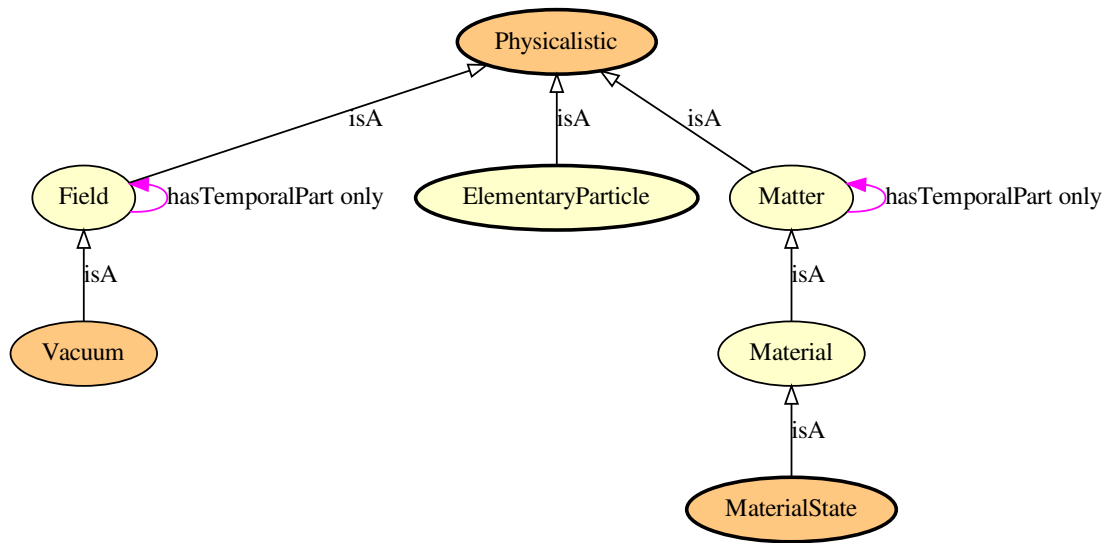 Physicalistic
isA
isA
isA
Field
hasTemporalPart only
ElementaryParticle
Matter
hasTemporalPart only
isA
isA
Vacuum
Material
isA
MaterialState